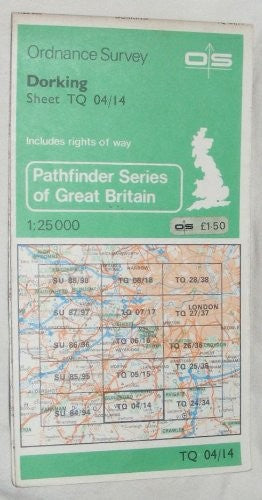 Ordnance Survey
OS
Dorking
Sheet TQ 04/14
Includes rights of way
Pathfinder Series
of Great Britain
1:25 000
OS £1·50
SU 88/98
TQ 08/18
TQ 28/38
LONDON
SU 87/97
TQ 07/17
TQ 27/37
SU 86/96
TQ 06/16
TQ 26/36
SU 85/95
TQ 05/15
TQ 25/35
SU 84/94
TQ 04/14
TQ 24/34
TQ 04/14